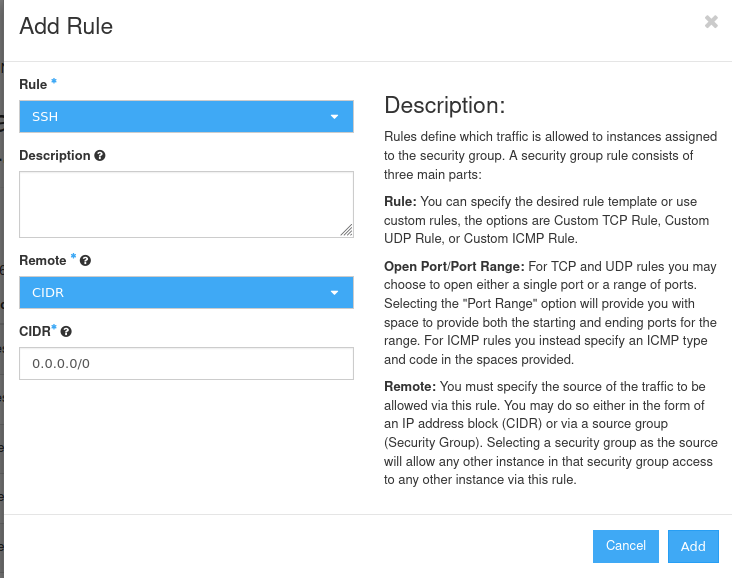 Add Rule
×
Rule *
SSH
Description ?
Remote * ?
CIDR
CIDR* ?
0.0.0.0/0
Description:
Rules define which traffic is allowed to instances assigned
to the security group. A security group rule consists of
three main parts:
Rule: You can specify the desired rule template or use
custom rules, the options are Custom TCP Rule, Custom
UDP Rule, or Custom ICMP Rule.
Open Port/Port Range: For TCP and UDP rules you may
choose to open either a single port or a range of ports.
Selecting the "Port Range" option will provide you with
space to provide both the starting and ending ports for the
range. For ICMP rules you instead specify an ICMP type
and code in the spaces provided.
Remote: You must specify the source of the traffic to be
allowed via this rule. You may do so either in the form of
an IP address block (CIDR) or via a source group
(Security Group). Selecting a security group as the source
will allow any other instance in that security group access
to any other instance via this rule.
Cancel
Add